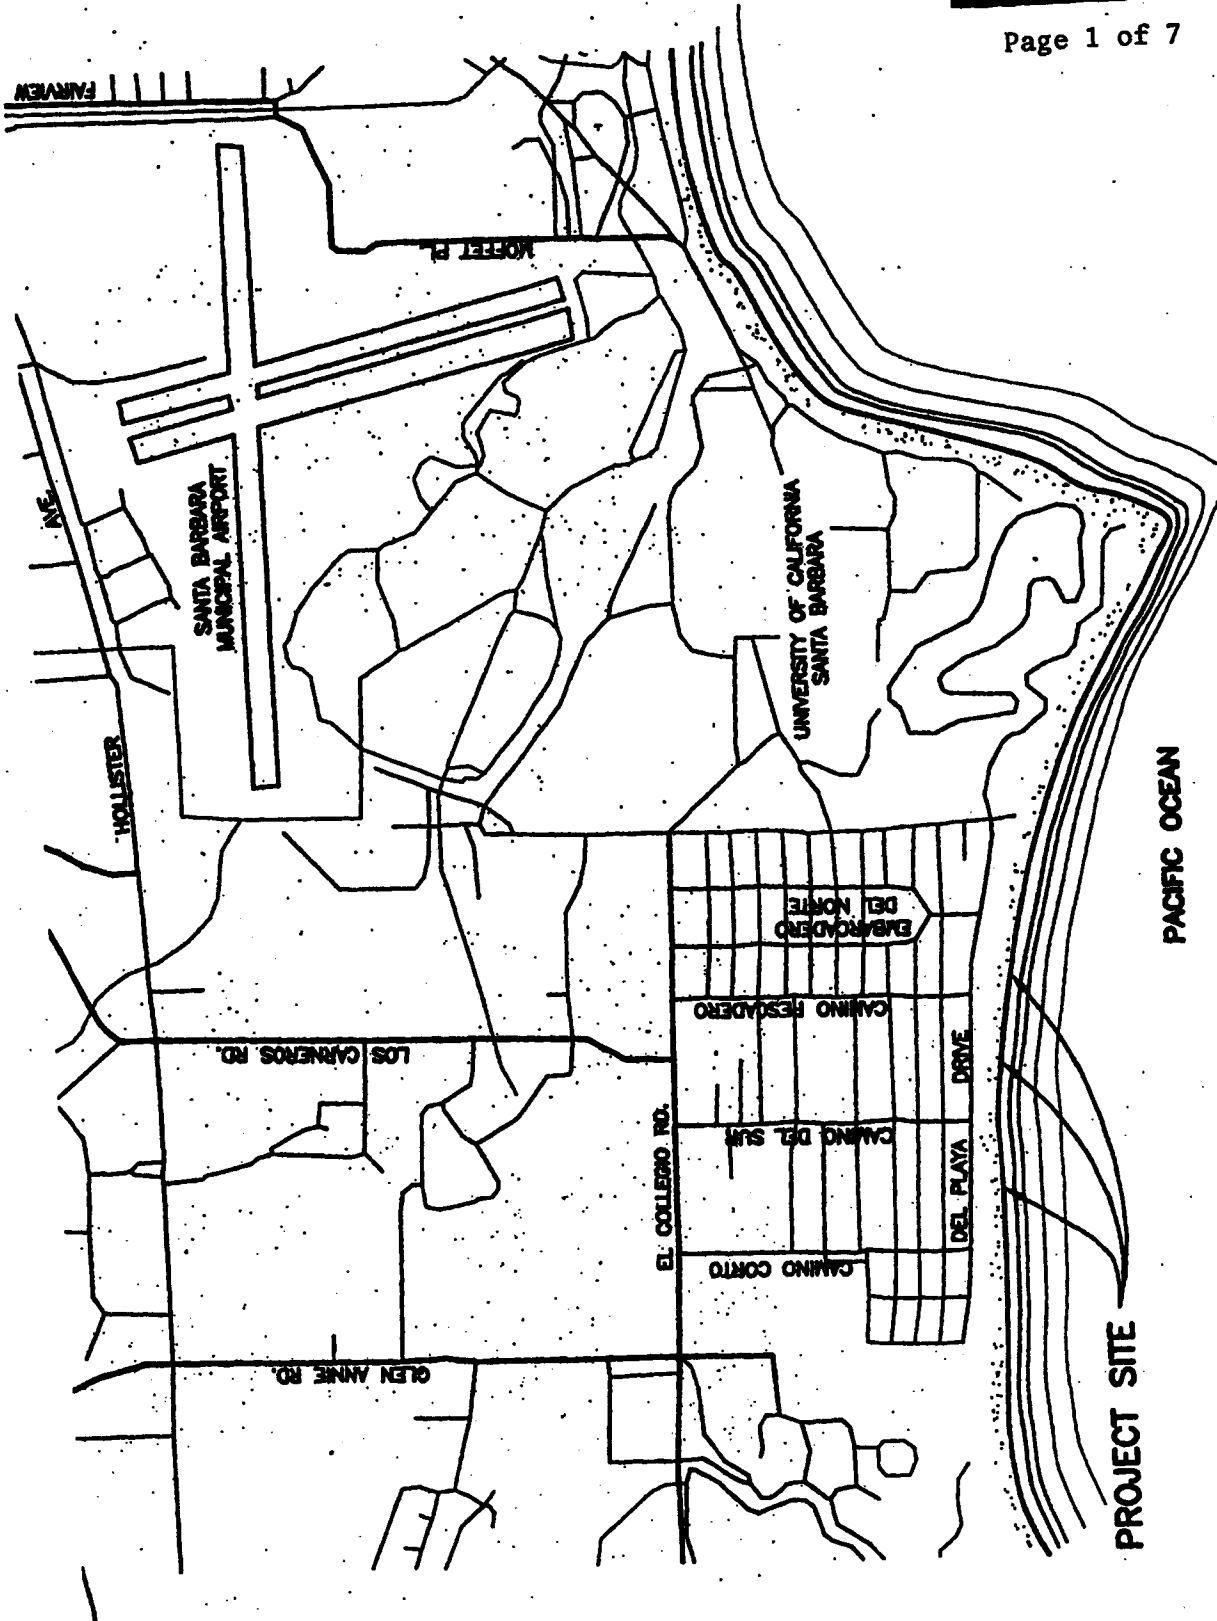 Page 1 of 7
FAIRVIEW
MOFFET PL.
AVE.
SANTA BARBARA
MUNICIPAL AIRPORT
HOLLISTER
UNIVERSITY OF CALIFORNIA
SANTA BARBARA
PACIFIC OCEAN
EMBARCADERO
DEL NORTE
CAMINO PESCADERO
LOS CARNEROS RD.
EL COLLEGIO RD.
CAMINO DEL SUR
DEL PLAYA DRIVE
CAMINO CORTO
GLEN ANNIE RD.
PROJECT SITE